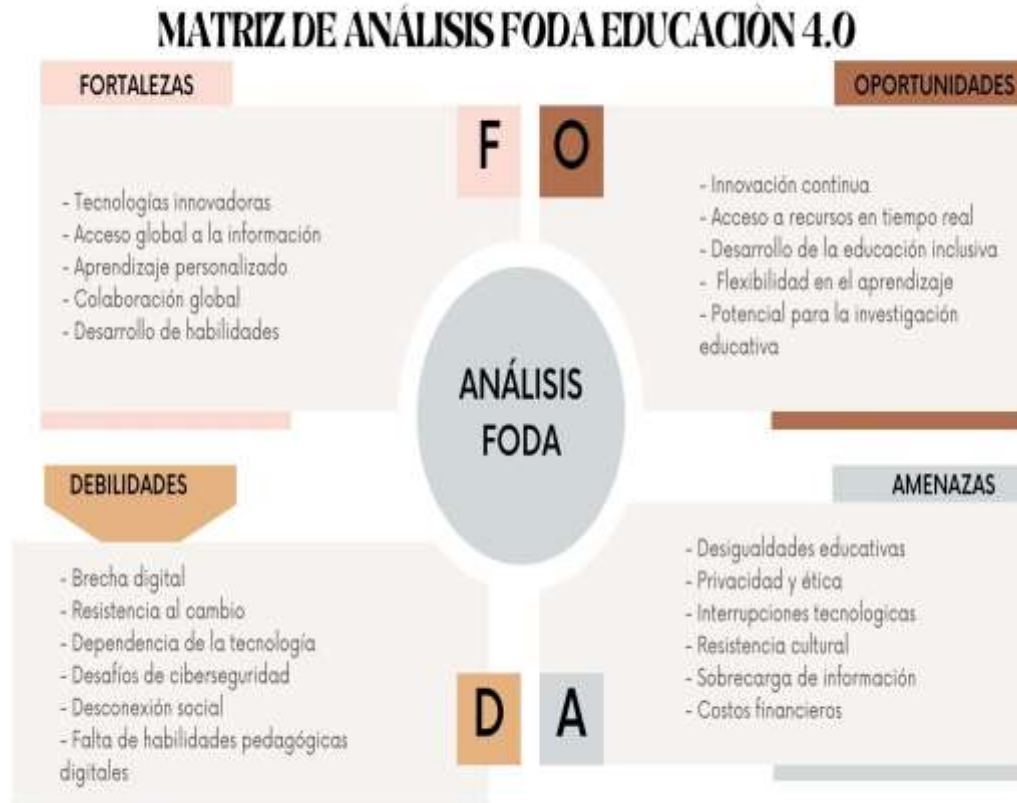 MATRIZ DE ANÁLISIS FODA EDUCACIÒN 4.0
FORTALEZAS
F
- Tecnologías innovadoras
- Acceso global a la información
- Aprendizaje personalizado
- Colaboración global
- Desarrollo de habilidades
OPORTUNIDADES
O
- Innovación continua
- Acceso a recursos en tiempo real
- Desarrollo de la educación inclusiva
- Flexibilidad en el aprendizaje
- Potencial para la investigación
educativa
ANÁLISIS
FODA
DEBILIDADES
- Brecha digital
- Resistencia al cambio
- Dependencia de la tecnología
- Desafíos de ciberseguridad
- Desconexión social
- Falta de habilidades pedagógicas
digitales
D
AMENAZAS
- Desigualdades educativas
- Privacidad y ética
- Interrupciones tecnologicas
- Resistencia cultural
- Sobrecarga de información
- Costos financieros
A